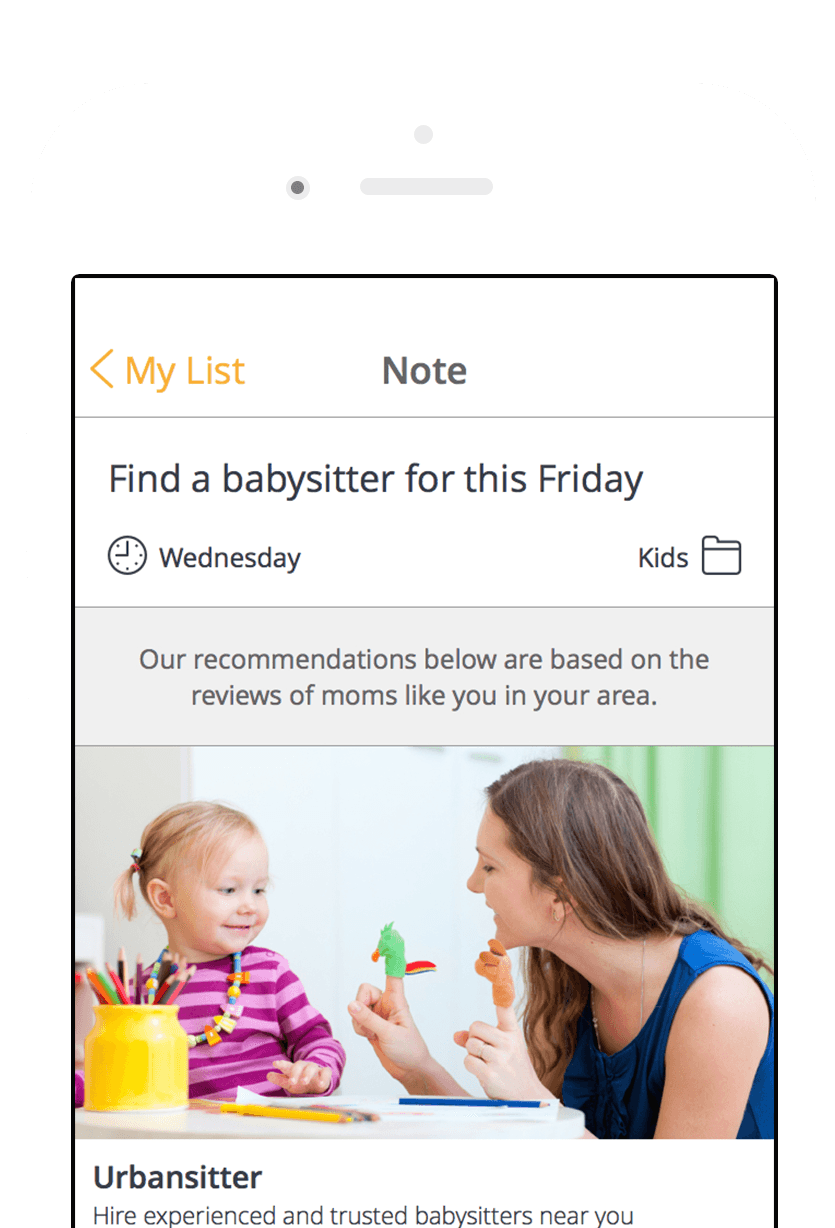 My List
Note
Find a babysitter for this Friday
Wednesday
Kids
Our recommendations below are based on the
reviews of moms like you in your area.
Urbansitter
Hire experienced and trusted babysitters near you